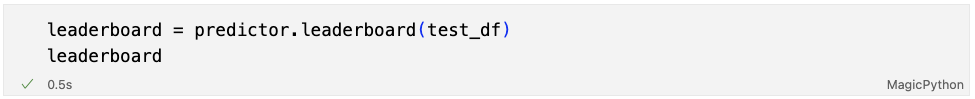 leaderboard = predictor.leaderboard(test_df)
leaderboard
✓ 0.5s MagicPython